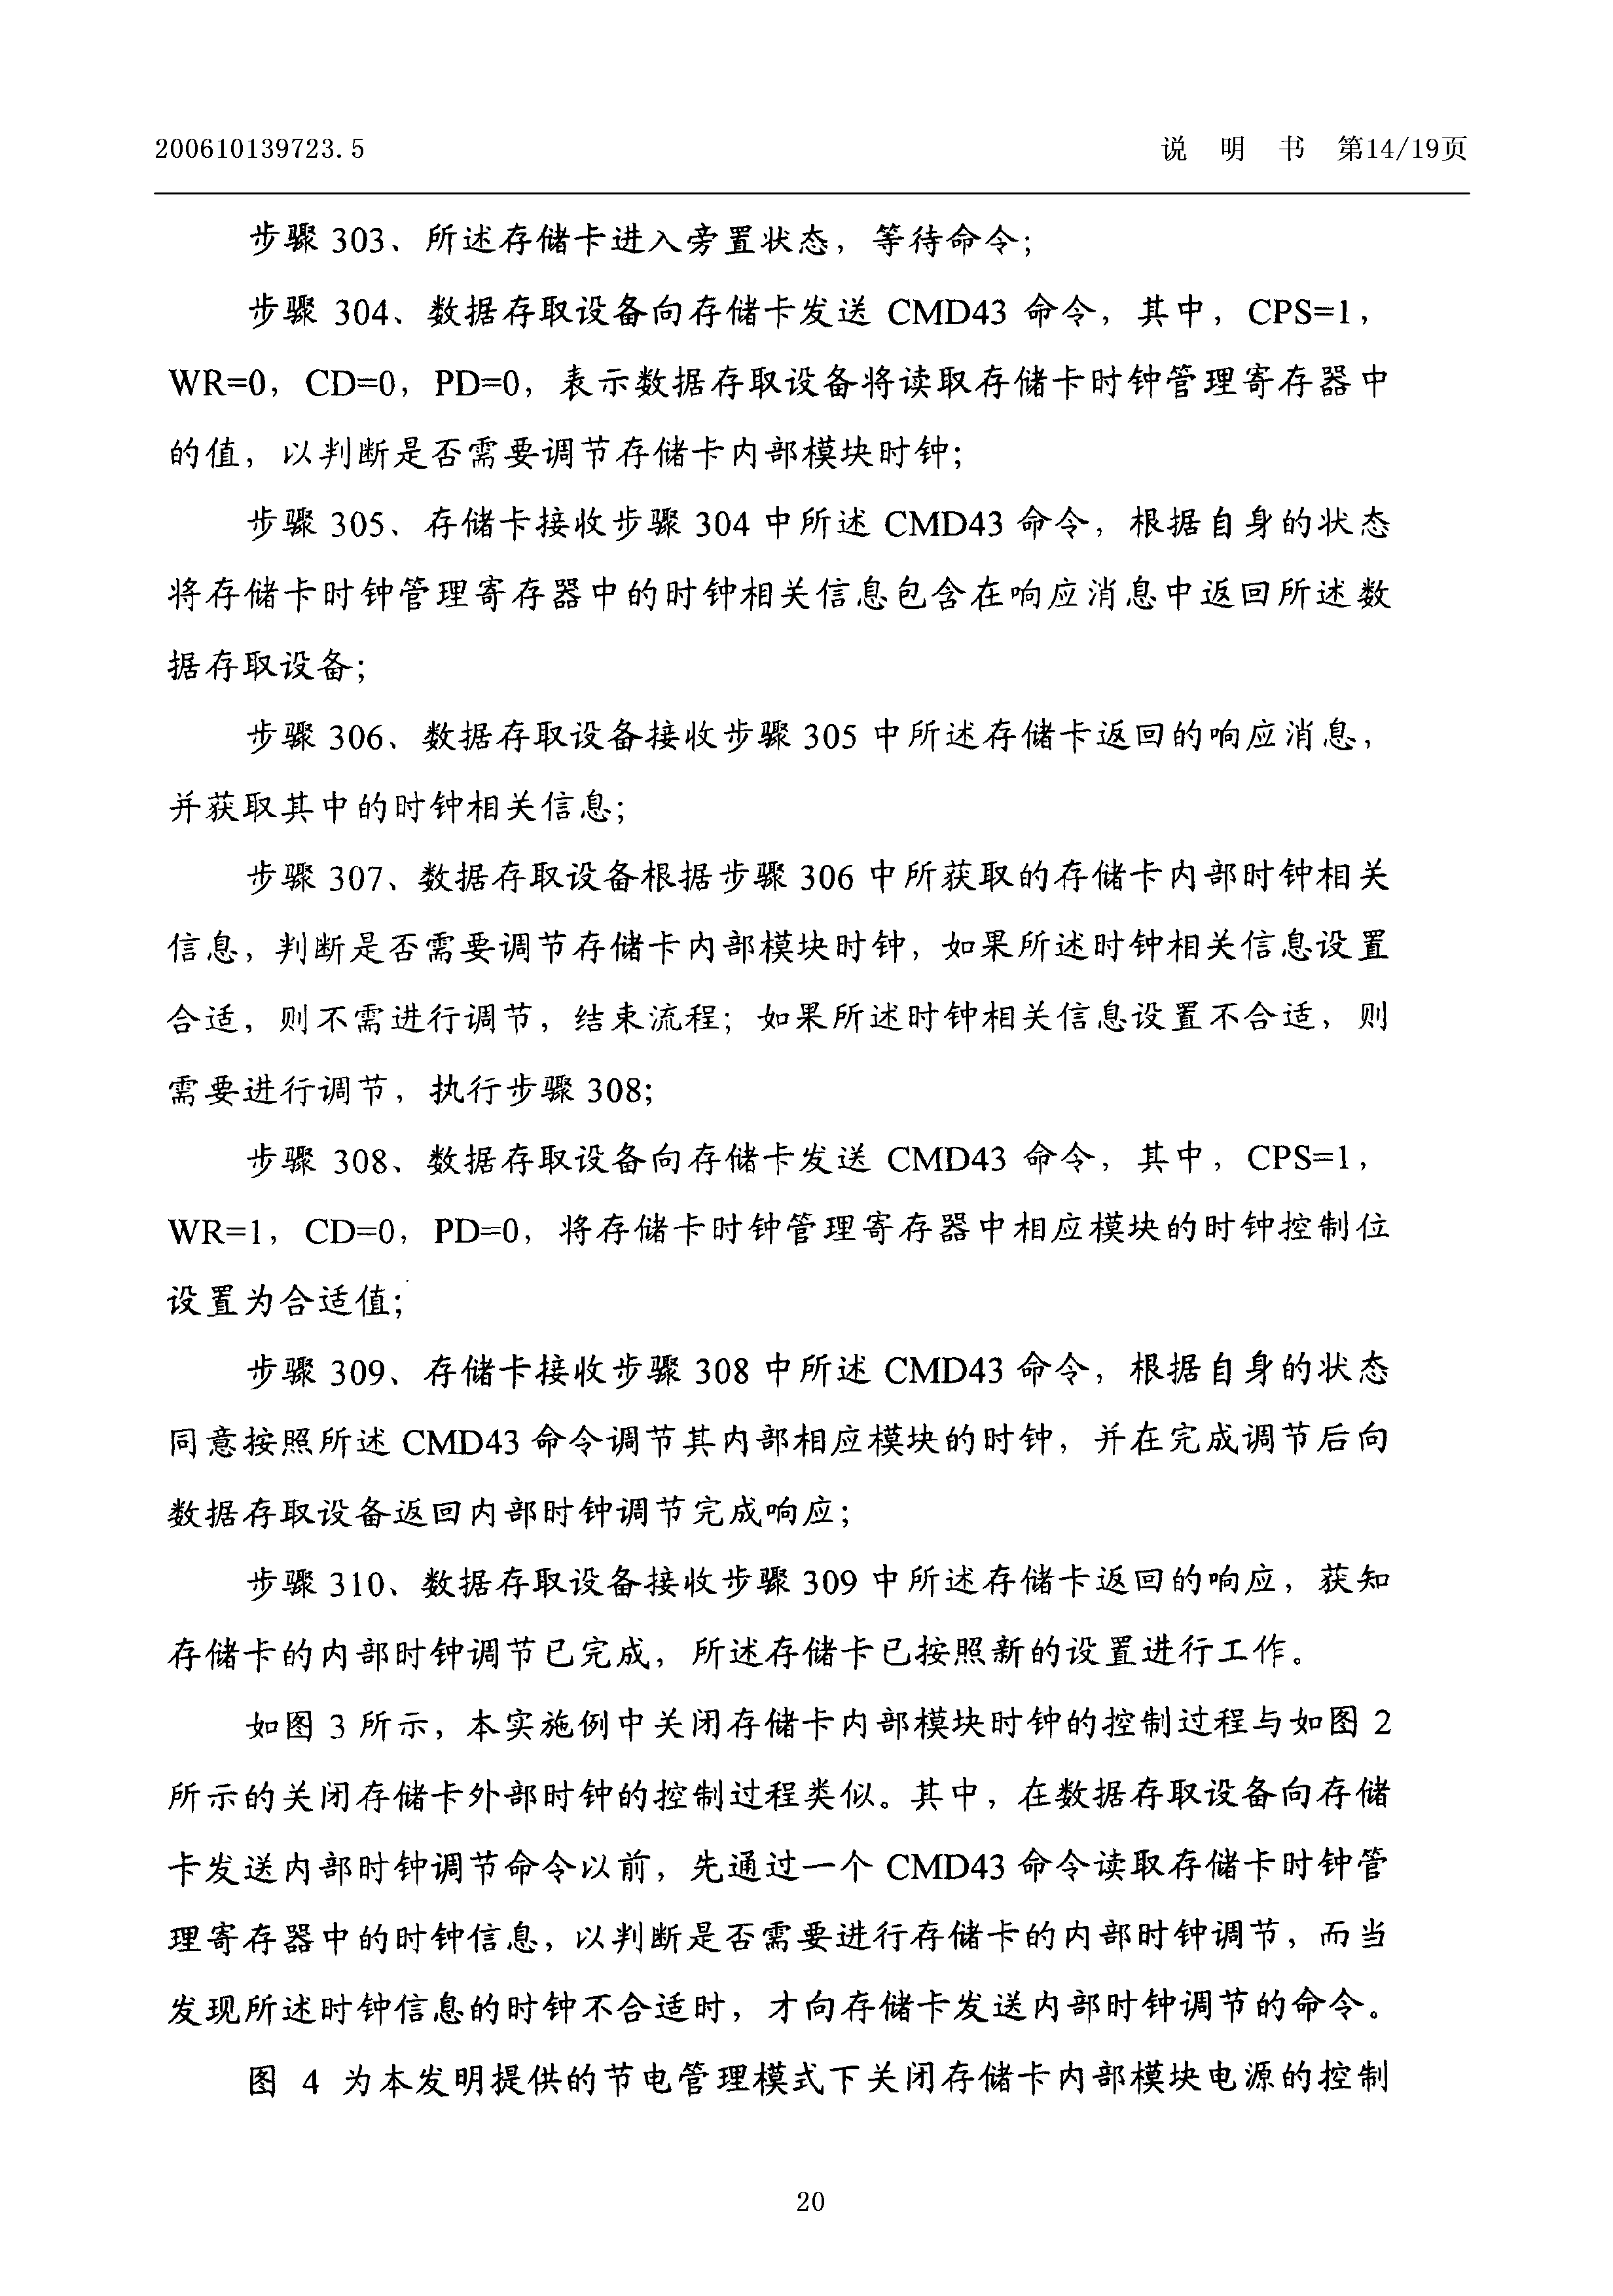 200610139723.5 说 明 书 第14/19页
步骤 303、所述存储卡进入旁置状态，等待命令；
步骤 304、数据存取设备向存储卡发送 CMD43 命令，其中，CPS=1，
WR=0，CD=0，PD=0，表示数据存取设备将读取存储卡时钟管理寄存器中
的值，以判断是否需要调节存储卡内部模块时钟；
步骤 305、存储卡接收步骤 304 中所述 CMD43 命令，根据自身的状态
将存储卡时钟管理寄存器中的时钟相关信息包含在响应消息中返回所述数
据存取设备；
步骤 306、数据存取设备接收步骤 305 中所述存储卡返回的响应消息，
并获取其中的时钟相关信息；
步骤 307、数据存取设备根据步骤 306 中所获取的存储卡内部时钟相关
信息，判断是否需要调节存储卡内部模块时钟，如果所述时钟相关信息设置
合适，则不需进行调节，结束流程；如果所述时钟相关信息设置不合适，则
需要进行调节，执行步骤 308；
步骤 308、数据存取设备向存储卡发送 CMD43 命令，其中，CPS=1，
WR=1，CD=0，PD=0，将存储卡时钟管理寄存器中相应模块的时钟控制位
设置为合适值；
步骤 309、存储卡接收步骤 308 中所述 CMD43 命令，根据自身的状态
同意按照所述 CMD43 命令调节其内部相应模块的时钟，并在完成调节后向
数据存取设备返回内部时钟调节完成响应；
步骤 310、数据存取设备接收步骤 309 中所述存储卡返回的响应，获知
存储卡的内部时钟调节已完成，所述存储卡已按照新的设置进行工作。
如图 3 所示，本实施例中关闭存储卡内部模块时钟的控制过程与如图 2
所示的关闭存储卡外部时钟的控制过程类似。其中，在数据存取设备向存储
卡发送内部时钟调节命令以前，先通过一个 CMD43 命令读取存储卡时钟管
理寄存器中的时钟信息，以判断是否需要进行存储卡的内部时钟调节，而当
发现所述时钟信息的时钟不合适时，才向存储卡发送内部时钟调节的命令。
图 4 为本发明提供的节电管理模式下关闭存储卡内部模块电源的控制
20